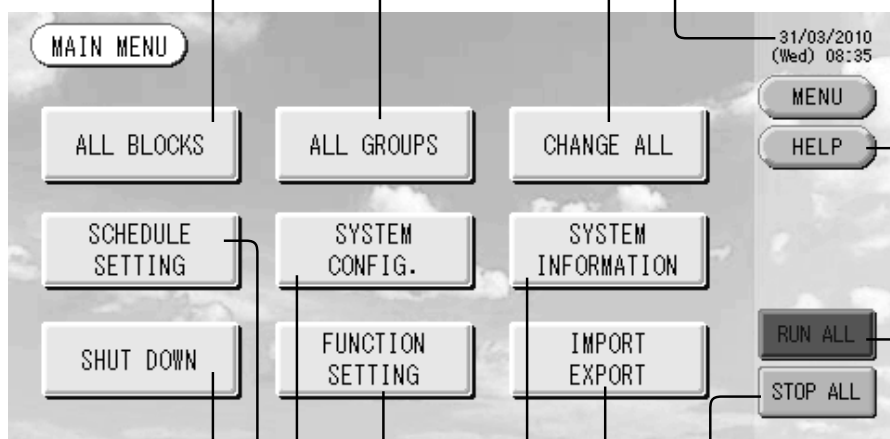 MAIN MENU
31/03/2010
(Wed) 08:35
MENU
HELP
ALL BLOCKS
ALL GROUPS
CHANGE ALL
SCHEDULE
SETTING
SYSTEM
CONFIG.
SYSTEM
INFORMATION
SHUT DOWN
FUNCTION
SETTING
IMPORT
EXPORT
RUN ALL
STOP ALL